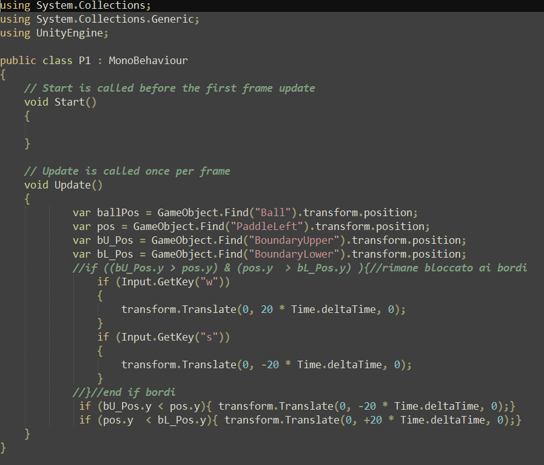 using System.Collections;
using System.Collections.Generic;
using UnityEngine;

public class P1 : MonoBehaviour
{
    // Start is called before the first frame update
    void Start()
    {

    }

    // Update is called once per frame
    void Update()
    {
            var ballPos = GameObject.Find("Ball").transform.position;
            var pos = GameObject.Find("PaddleLeft").transform.position;
            var bU_Pos = GameObject.Find("BoundaryUpper").transform.position;
            var bL_Pos = GameObject.Find("BoundaryLower").transform.position;
            //if ((bU_Pos.y > pos.y) & (pos.y  > bL_Pos.y) ){//rimane bloccato ai bordi
                if (Input.GetKey("w"))
                {
                    transform.Translate(0, 20 * Time.deltaTime, 0);
                }
                if (Input.GetKey("s"))
                {
                    transform.Translate(0, -20 * Time.deltaTime, 0);
                }
            //}//end if bordi
             if (bU_Pos.y < pos.y){ transform.Translate(0, -20 * Time.deltaTime, 0);}
             if (pos.y  < bL_Pos.y){ transform.Translate(0, +20 * Time.deltaTime, 0);}
    }
}